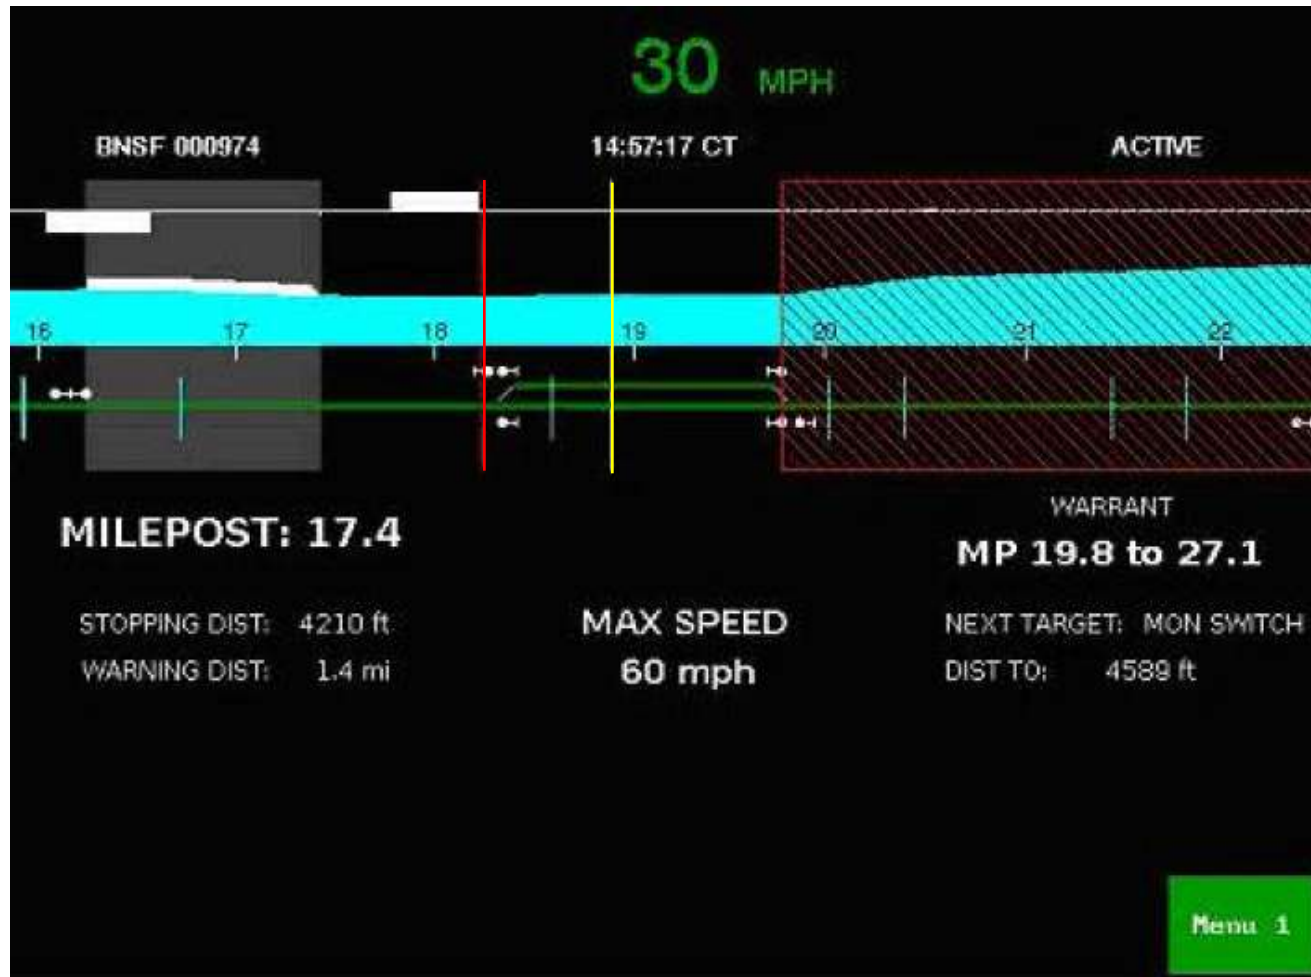 30 MPH
BNSF 000974 14:57:17 CT ACTIVE
16 17 18 19 20 21 22
MILEPOST: 17.4
WARRANT
MP 19.8 to 27.1
STOPPING DIST: 4210 ft
MAX SPEED
NEXT TARGET: MON SWITCH
WARNING DIST: 1.4 mi
60 mph
DIST TO: 4589 ft
Menu 1